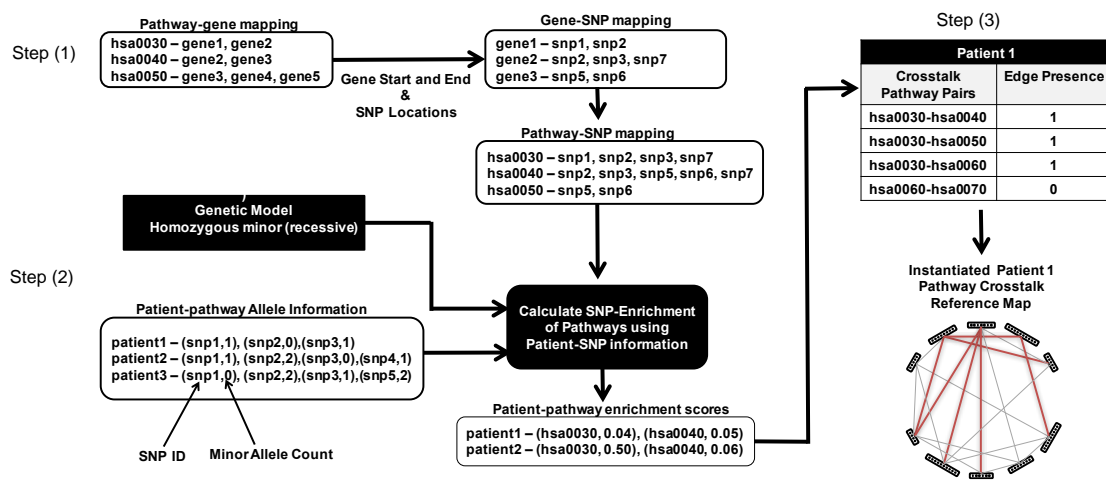 Step (1)
Pathway-gene mapping
hsa0030 – gene1, gene2
hsa0040 – gene2, gene3
hsa0050 – gene3, gene4, gene5
Gene Start and End
&
SNP Locations
Gene-SNP mapping
gene1 – snp1, snp2
gene2 – snp2, snp3, snp7
gene3 – snp5, snp6
Pathway-SNP mapping
hsa0030 – snp1, snp2, snp3, snp7
hsa0040 – snp2, snp3, snp5, snp6, snp7
hsa0050 – snp5, snp6
Step (2)
Genetic Model
Homozygous minor (recessive)
Patient-pathway Allele Information
patient1 – (snp1,1), (snp2,0),(snp3,1)
patient2 – (snp1,1), (snp2,2),(snp3,0),(snp4,1)
patient3 – (snp1,0), (snp2,2),(snp3,1),(snp5,2)
SNP ID
Minor Allele Count
Calculate SNP-Enrichment
of Pathways using
Patient-SNP information
Patient-pathway enrichment scores
patient1 – (hsa0030, 0.04), (hsa0040, 0.05)
patient2 – (hsa0030, 0.50), (hsa0040, 0.06)
Step (3)
Patient 1
Crosstalk
Pathway Pairs
Edge Presence
hsa0030-hsa0040 1
hsa0030-hsa0050 1
hsa0030-hsa0060 1
hsa0060-hsa0070 0
Instantiated Patient 1
Pathway Crosstalk
Reference Map